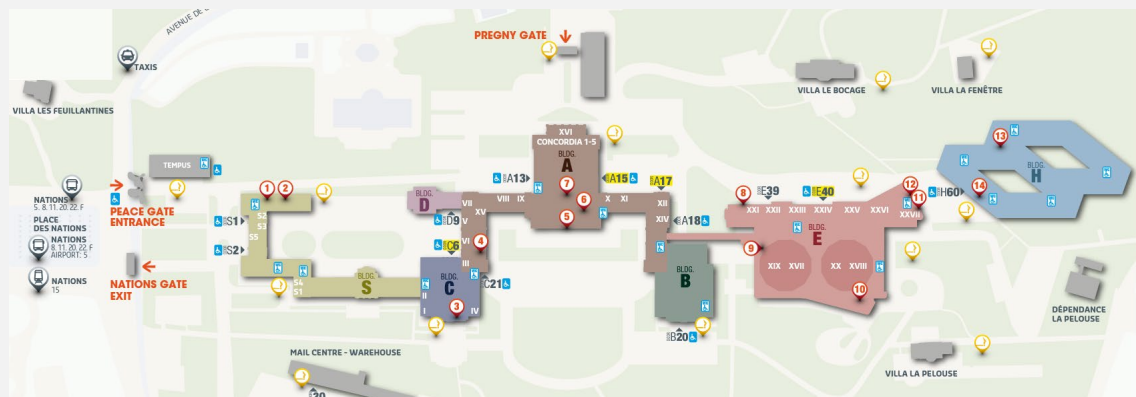 AVENUE DE
PREGNY GATE
TAXIS
VILLA LES FEUILLANTINES
VILLA LE BOCAGE
VILLA LA FENÊTRE
TEMPUS
NATIONS
5. 8. 11. 20. 22. F
PLACE
DES NATIONS
NATIONS
8. 11. 20. 22. F
AIRPORT: 5
NATIONS
15
PEACE GATE
ENTRANCE
NATIONS GATE
EXIT
1
2
S2
S3
S5
S1
S2
S4
S1
BLDG.
S
BLDG.
D
D9
C6
VII
XV
V
VI
III
4
BLDG.
C
II
I
IV
3
C21
XVI
CONCORDIA 1-5
BLDG.
A
A13
A15
A17
7
6
5
VIII
IX
X
XI
XII
XIV
A18
BLDG.
B
B20
8
E39
E40
XXI
XXII
XXIII
XXIV
XXV
XXVI
XXVII
12
11
BLDG.
E
9
XIX
XVII
XX
XVIII
10
H60
13
14
BLDG.
H
DÉPENDANCE
LA PELOUSE
VILLA LA PELOUSE
MAIL CENTRE - WAREHOUSE